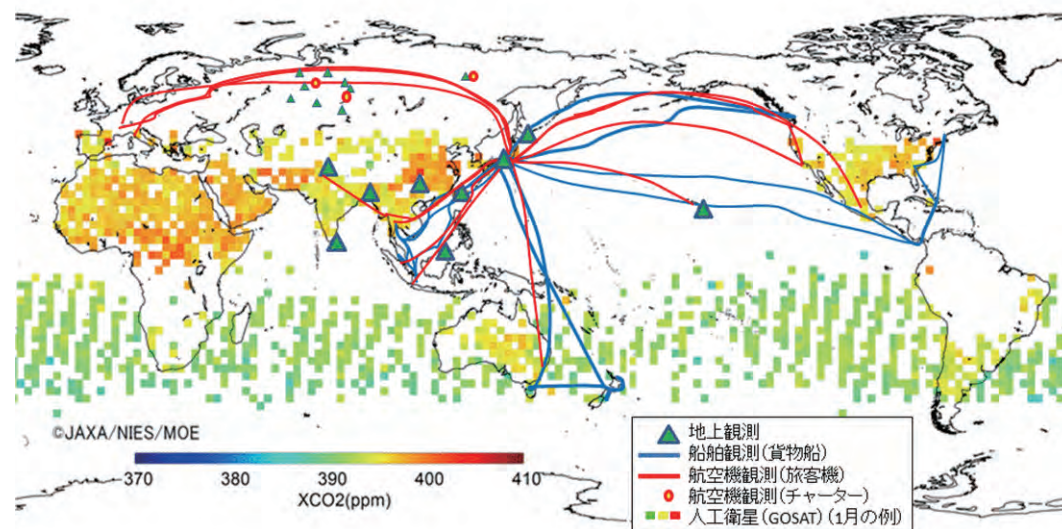 ©JAXA/NIES/MOE
370 380 390 400 410
XCO2(ppm)
地上観測
船舶観測(貨物船)
航空機観測(旅客機)
航空機観測(チャーター)
人工衛星(GOSAT)(1月の例)